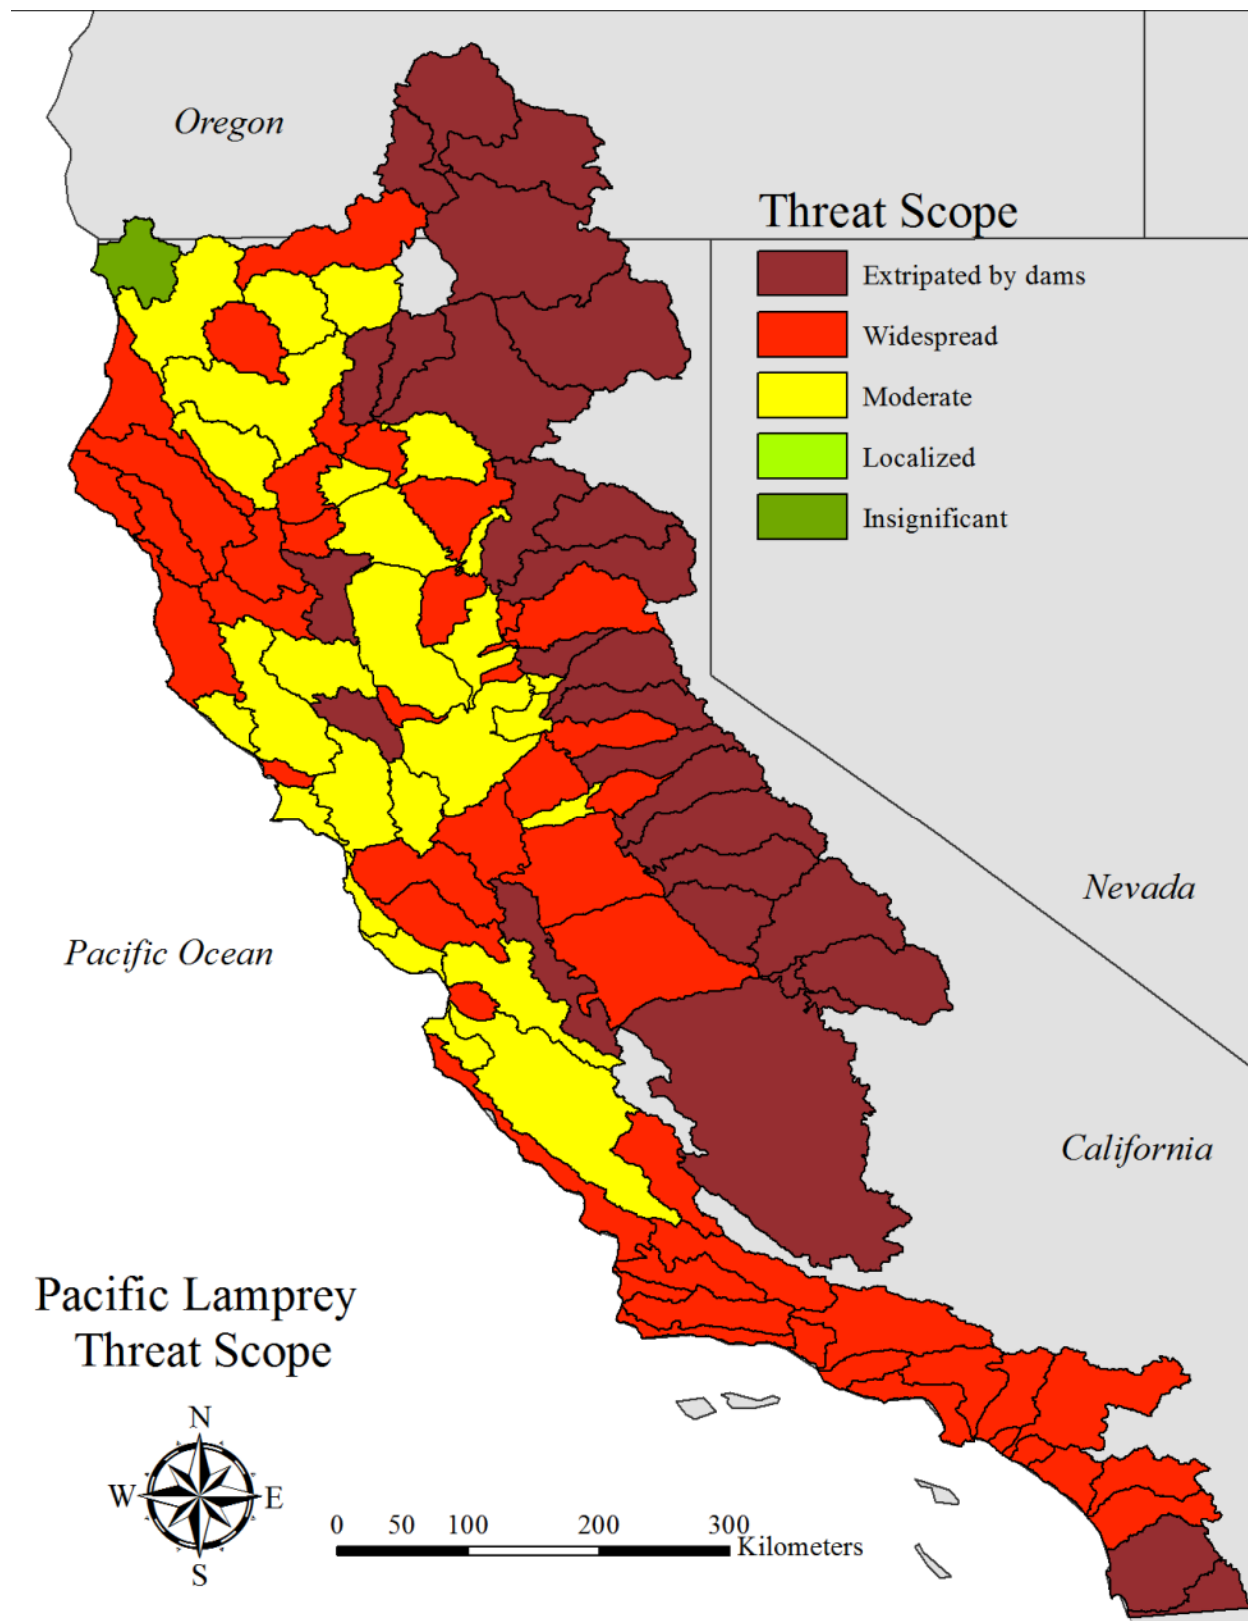 Oregon
Threat Scope
Extripated by dams
Widespread
Moderate
Localized
Insignificant
Nevada
Pacific Ocean
California
Pacific Lamprey
Threat Scope
N
W E
S
0 50 100 200 300
Kilometers